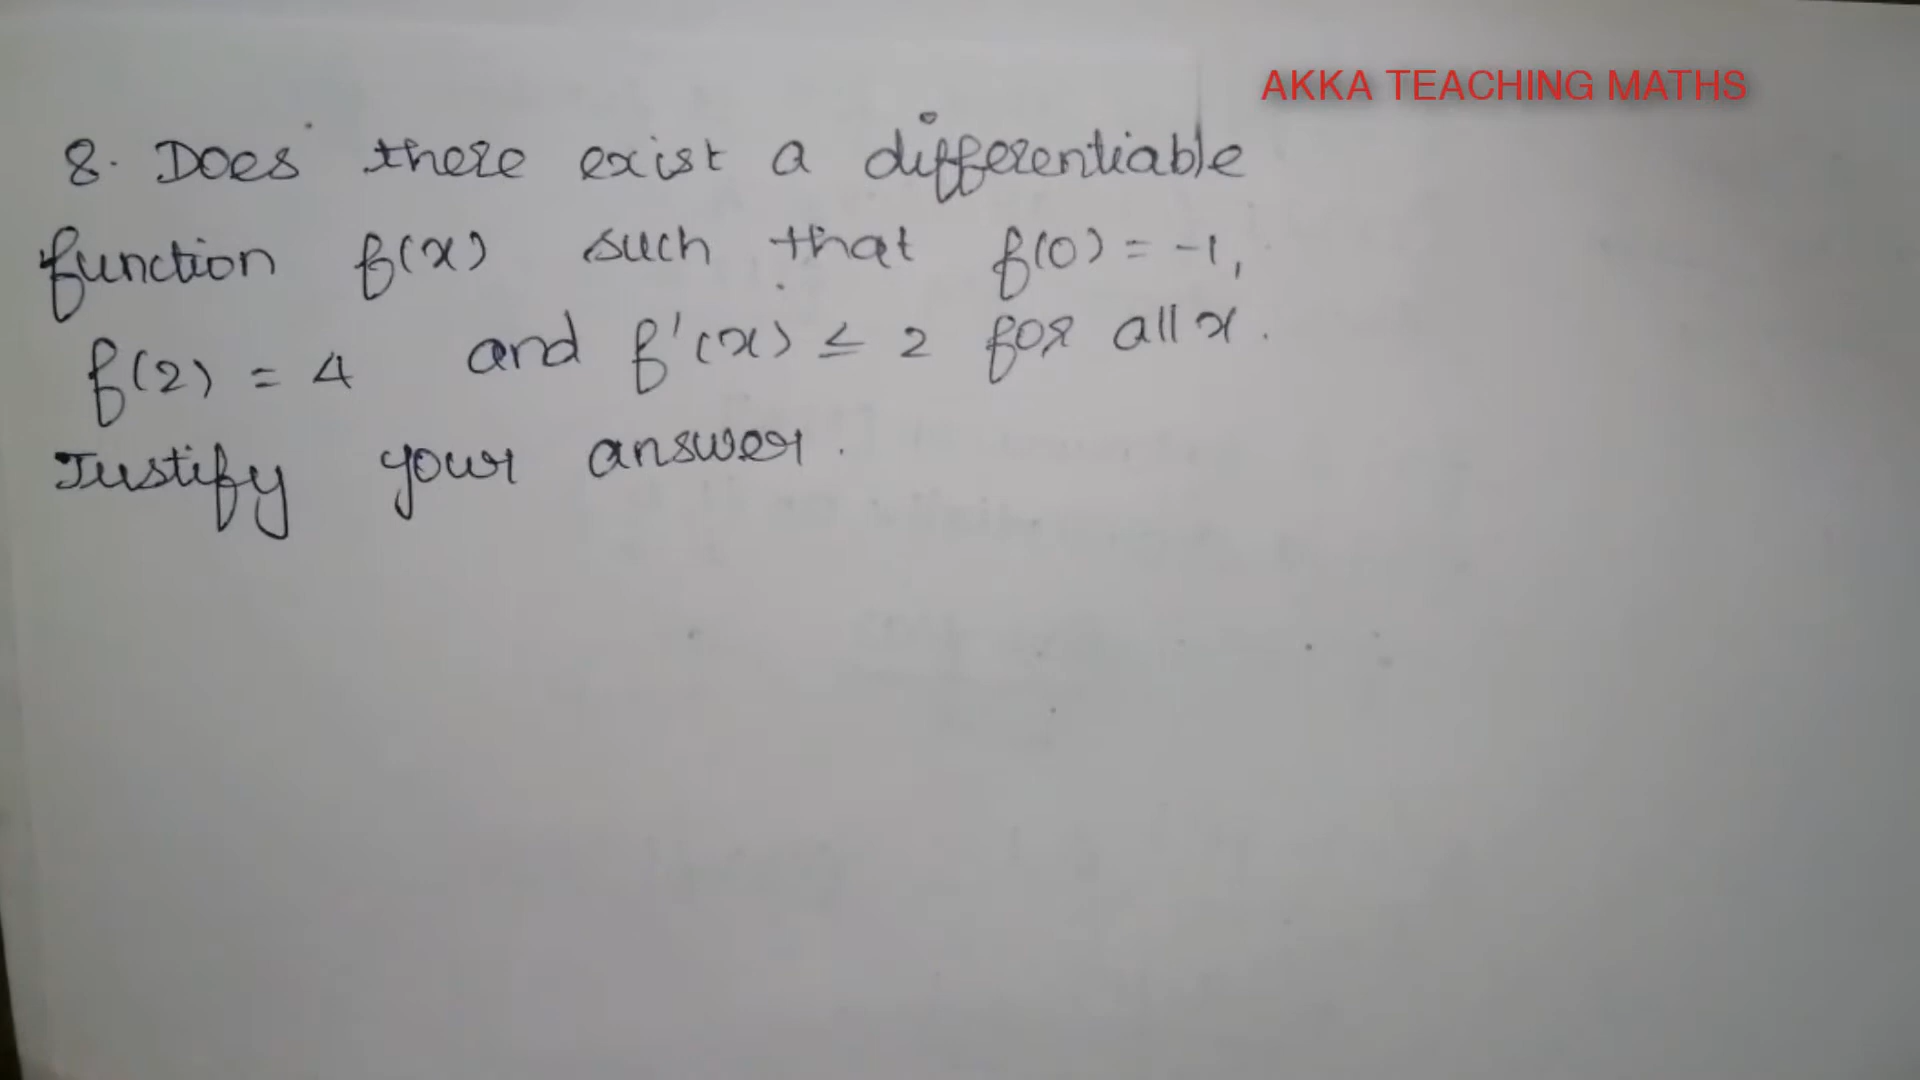 AKKA TEACHING MATHS
8. Does there exist a differentiable
function f(x) such that f(0) = -1,
f(2) = 4 and f'(x) ≤ 2 for all x.
Justify your answer.